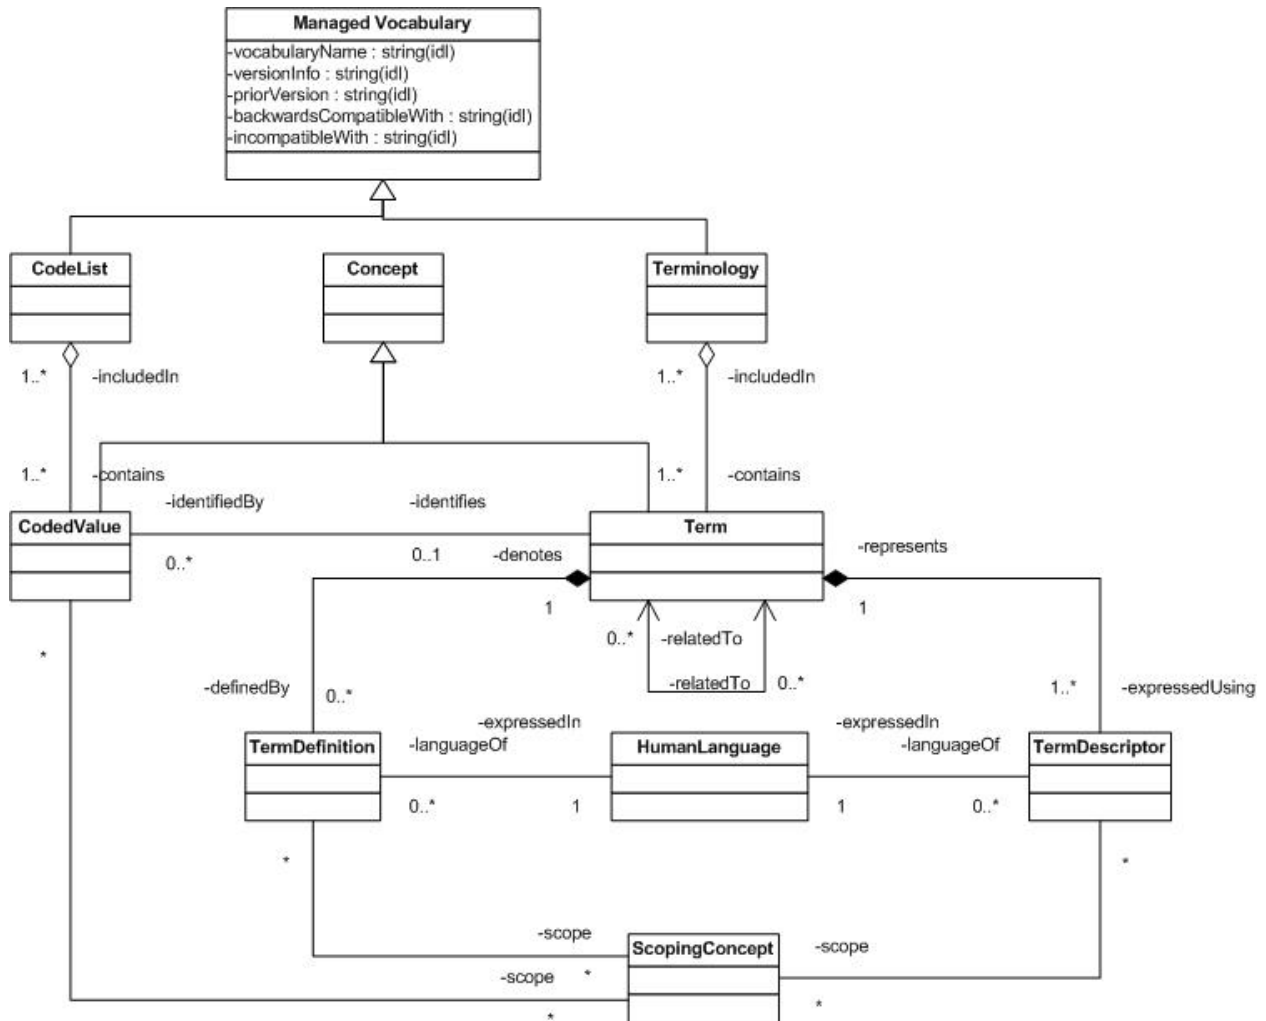 Managed Vocabulary
-vocabularyName : string(idl)
-versionInfo : string(idl)
-priorVersion : string(idl)
-backwardsCompatibleWith : string(idl)
-incompatibleWith : string(idl)
CodeList
Concept
Terminology
1..*
-includedIn
1..*
-includedIn
1..*
-contains
1..*
-contains
-identifiedBy
-identifies
CodedValue
Term
0..*
0..1
-denotes
-represents
1
1
0..*
-relatedTo
*
-relatedTo
0..*
-definedBy
0..*
1..*
-expressedUsing
-expressedIn
-expressedIn
TermDefinition
-languageOf
HumanLanguage
-languageOf
TermDescriptor
0..*
1
1
0..*
*
*
-scope
ScopingConcept
-scope
-scope
*
*
*